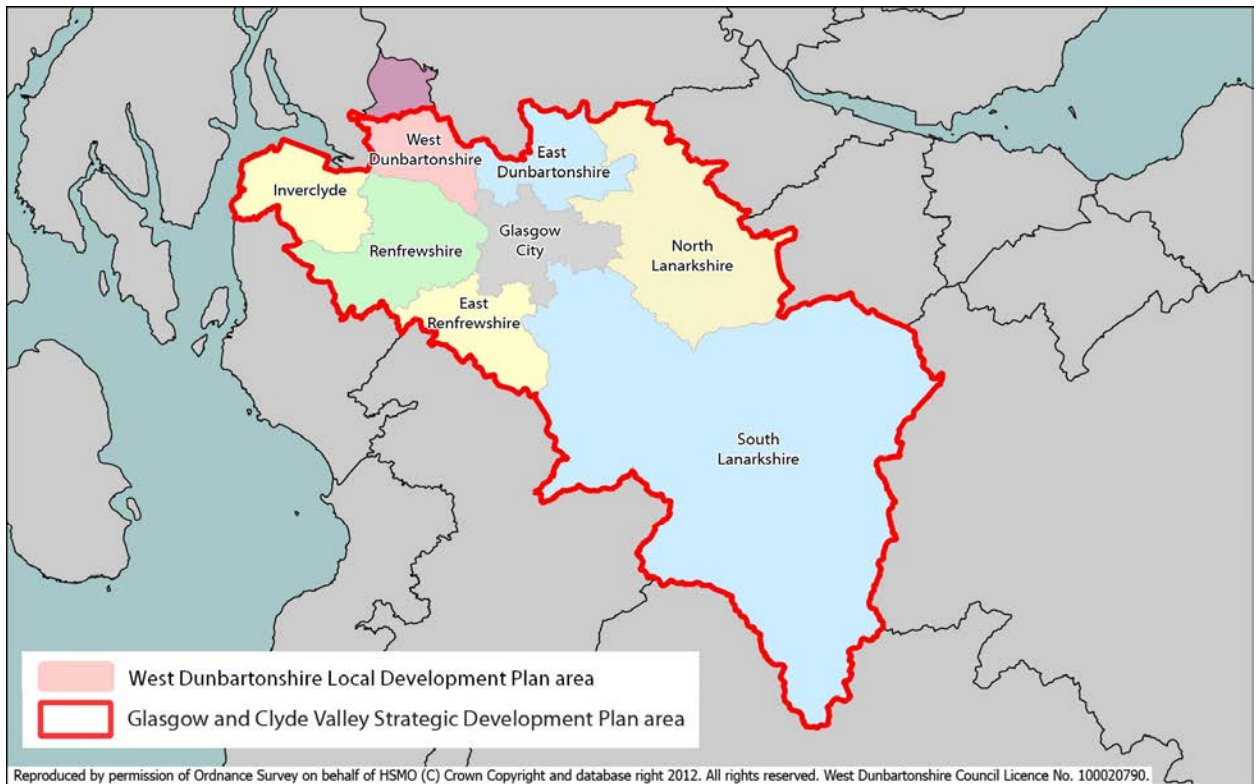 West
Dunbartonshire
East
Dunbartonshire
Inverclyde
Renfrewshire
Glasgow
City
North
Lanarkshire
East
Renfrewshire
South
Lanarkshire
West Dunbartonshire Local Development Plan area
Glasgow and Clyde Valley Strategic Development Plan area
Reproduced by permission of Ordnance Survey on behalf of HSMO (C) Crown Copyright and database right 2012. All rights reserved. West Dunbartonshire Council Licence No. 100020790.